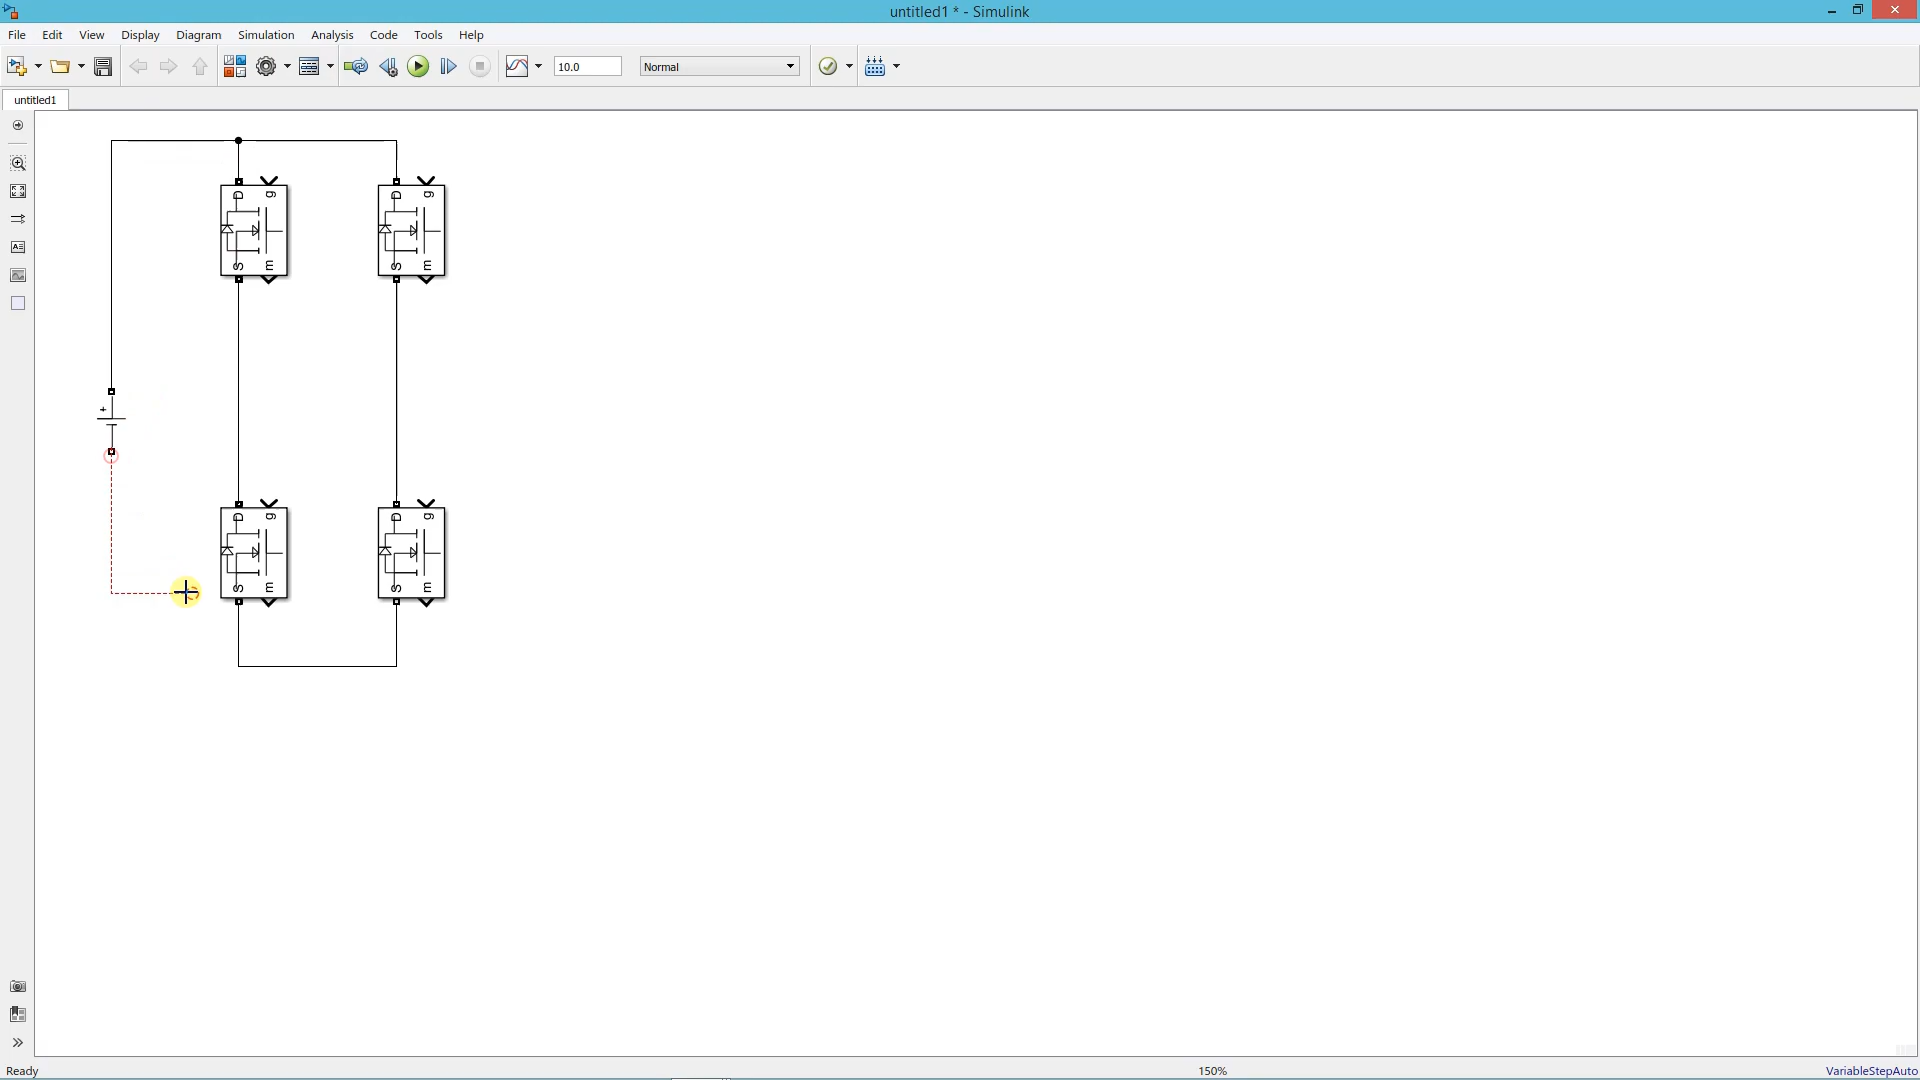 untitled1 * - Simulink
File Edit View Display Diagram Simulation Analysis Code Tools Help
10.0 Normal
untitled1
D g D g
S m S m
+
D g D g
S m S m
Ready 150% VariableStepAuto